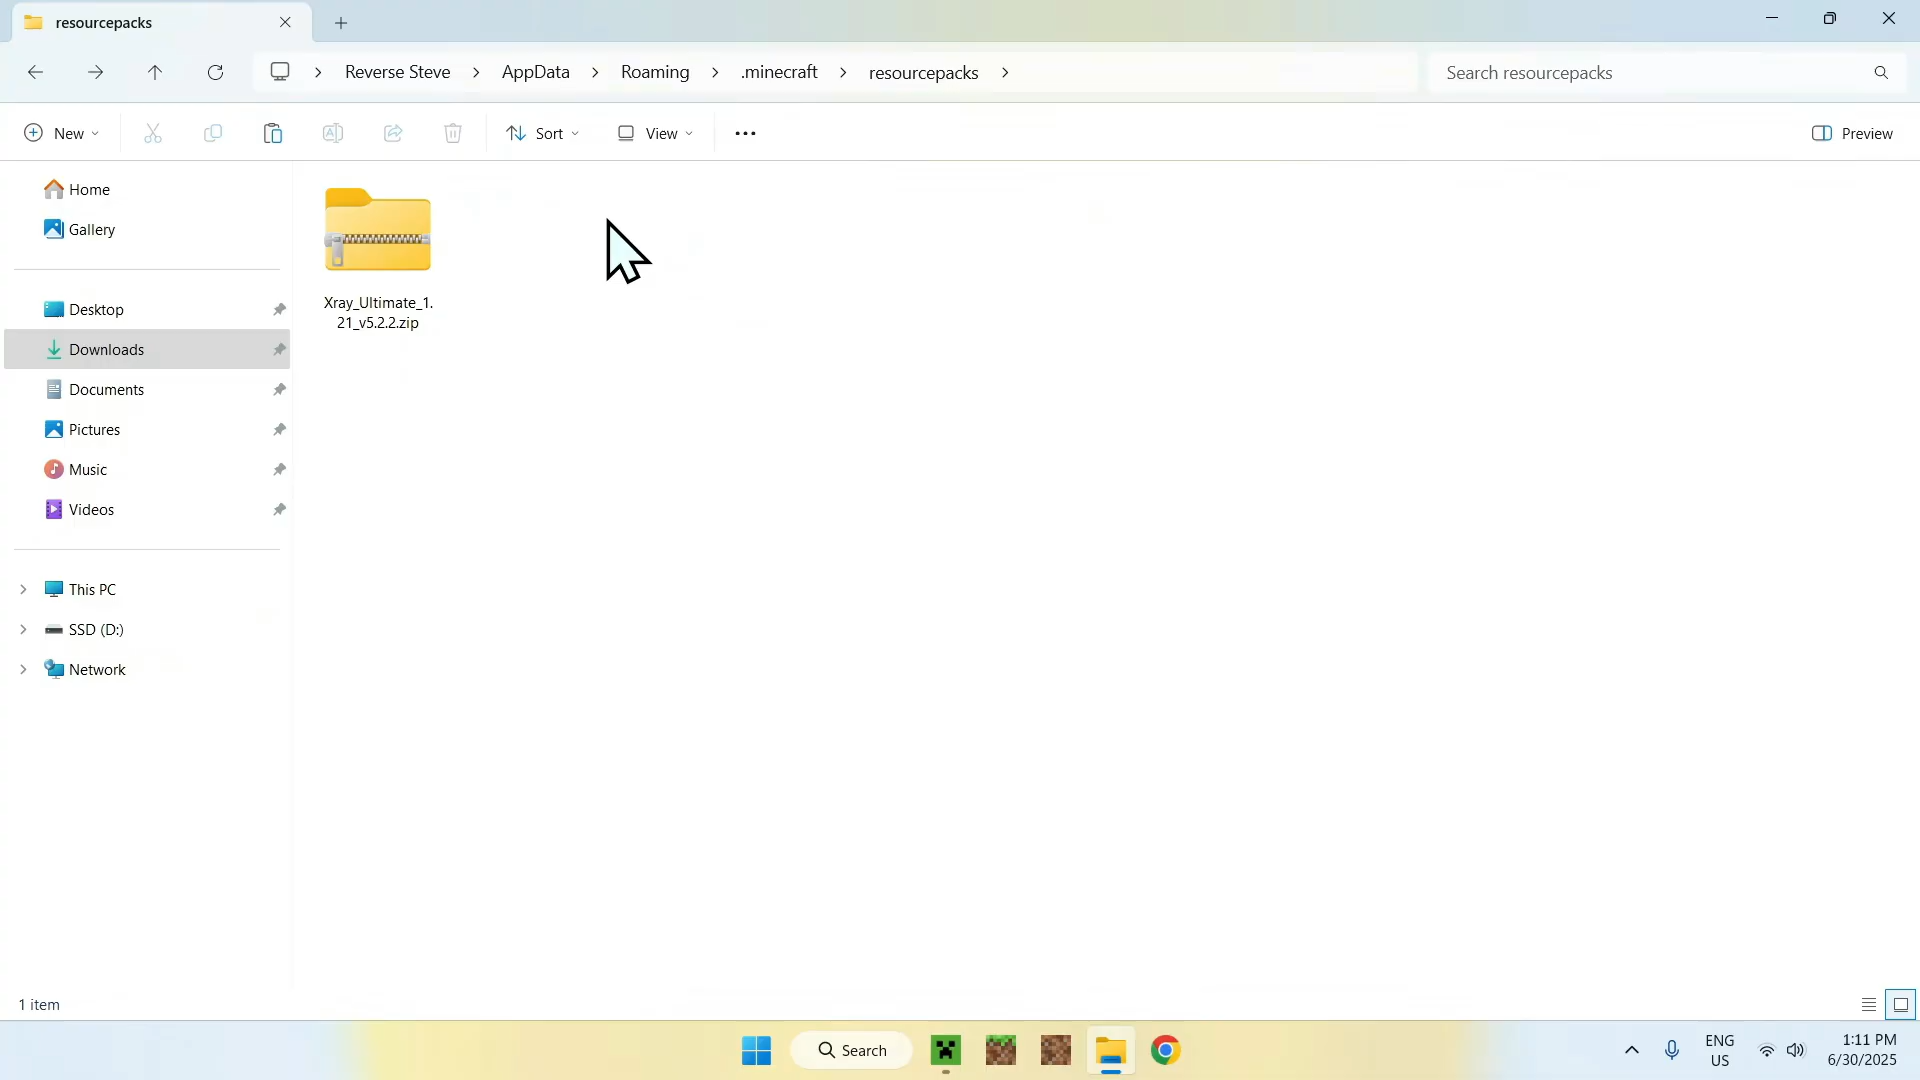 resourcepacks
Reverse Steve
AppData
Roaming
.minecraft
resourcepacks
Search resourcepacks
New
Sort
View
Preview
Home
Gallery
Desktop
Downloads
Documents
Pictures
Music
Videos
This PC
SSD (D:)
Network
Xray_Ultimate_1.
21_v5.2.2.zip
1 item
Search
ENG
US
1:11 PM
6/30/2025